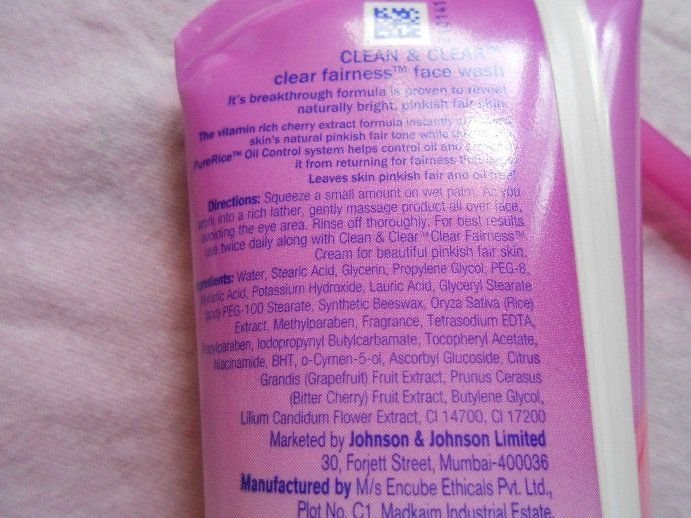 2141
CLEAN & CLEAR™
clear fairness™ face wash
It's breakthrough formula is proven to reveal
naturally bright, pinkish fair skin.
The vitamin rich cherry extract formula instantly
skin's natural pinkish fair tone while
PureRice™ Oil Control system helps control oil and
it from returning for fairness that
Leaves skin pinkish fair and oil free
Directions: Squeeze a small amount on wet palm. As you
work into a rich lather, gently massage product all over face,
avoiding the eye area. Rinse off thoroughly. For best results
use twice daily along with Clean & Clear™ Clear Fairness™
Cream for beautiful pinkish fair skin.
Ingredients: Water, Stearic Acid, Glycerin, Propylene Glycol, PEG-8,
Myristic Acid, Potassium Hydroxide, Lauric Acid, Glyceryl Stearate
(and) PEG-100 Stearate, Synthetic Beeswax, Oryza Sativa (Rice)
Extract, Methylparaben, Fragrance, Tetrasodium EDTA,
Propylparaben, Iodopropynyl Butylcarbamate, Tocopheryl Acetate,
Niacinamide, BHT, o-Cymen-5-ol, Ascorbyl Glucoside, Citrus
Grandis (Grapefruit) Fruit Extract, Prunus Cerasus
(Bitter Cherry) Fruit Extract, Butylene Glycol,
Lilium Candidum Flower Extract, CI 14700, CI 17200
Marketed by Johnson & Johnson Limited
30, Forjett Street, Mumbai-400036
Manufactured by M/s Encube Ethicals Pvt. Ltd.,
Plot No. C1, Madkaim Industrial Estate,